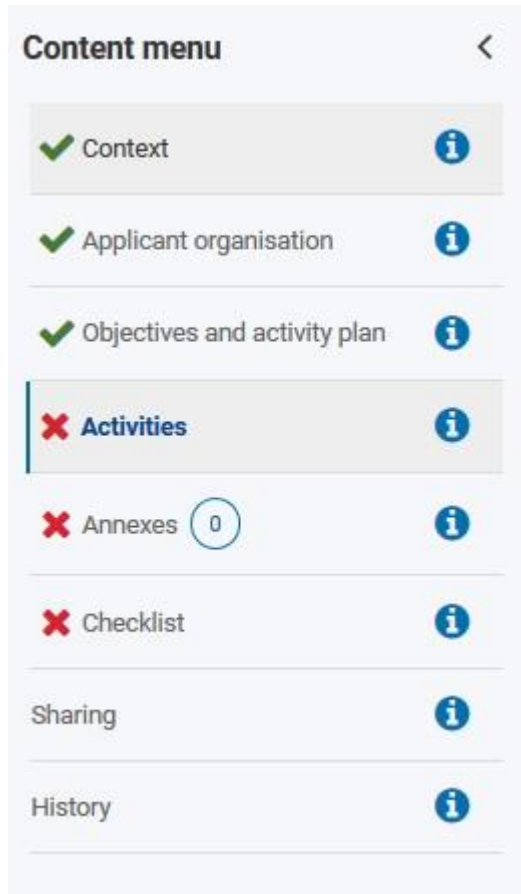 Content menu
Context
Applicant organisation
Objectives and activity plan
Activities
Annexes 0
Checklist
Sharing
History